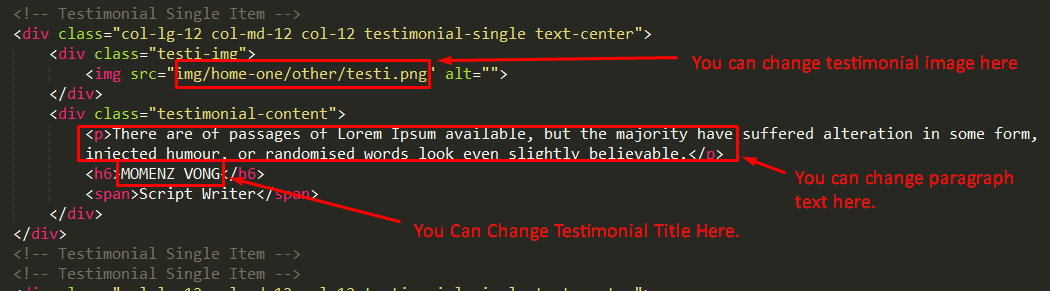 <!-- Testimonial Single Item -->
<div class="col-lg-12 col-md-12 col-12 testimonial-single text-center">
<div class="testi-img">
<img src="img/home-one/other/testi.png" alt="">
You can change testimonial image here
</div>
<div class="testimonial-content">
<p>There are of passages of Lorem Ipsum available, but the majority have suffered alteration in some form,
injected humour, or randomised words look even slightly believable.</p>
<h6>MOMENZ VONG</h6>
You can change paragraph
<span>Script Writer</span>
text here.
</div>
You Can Change Testimonial Title Here.
</div>
<!-- Testimonial Single Item -->
<!-- Testimonial Single Item -->